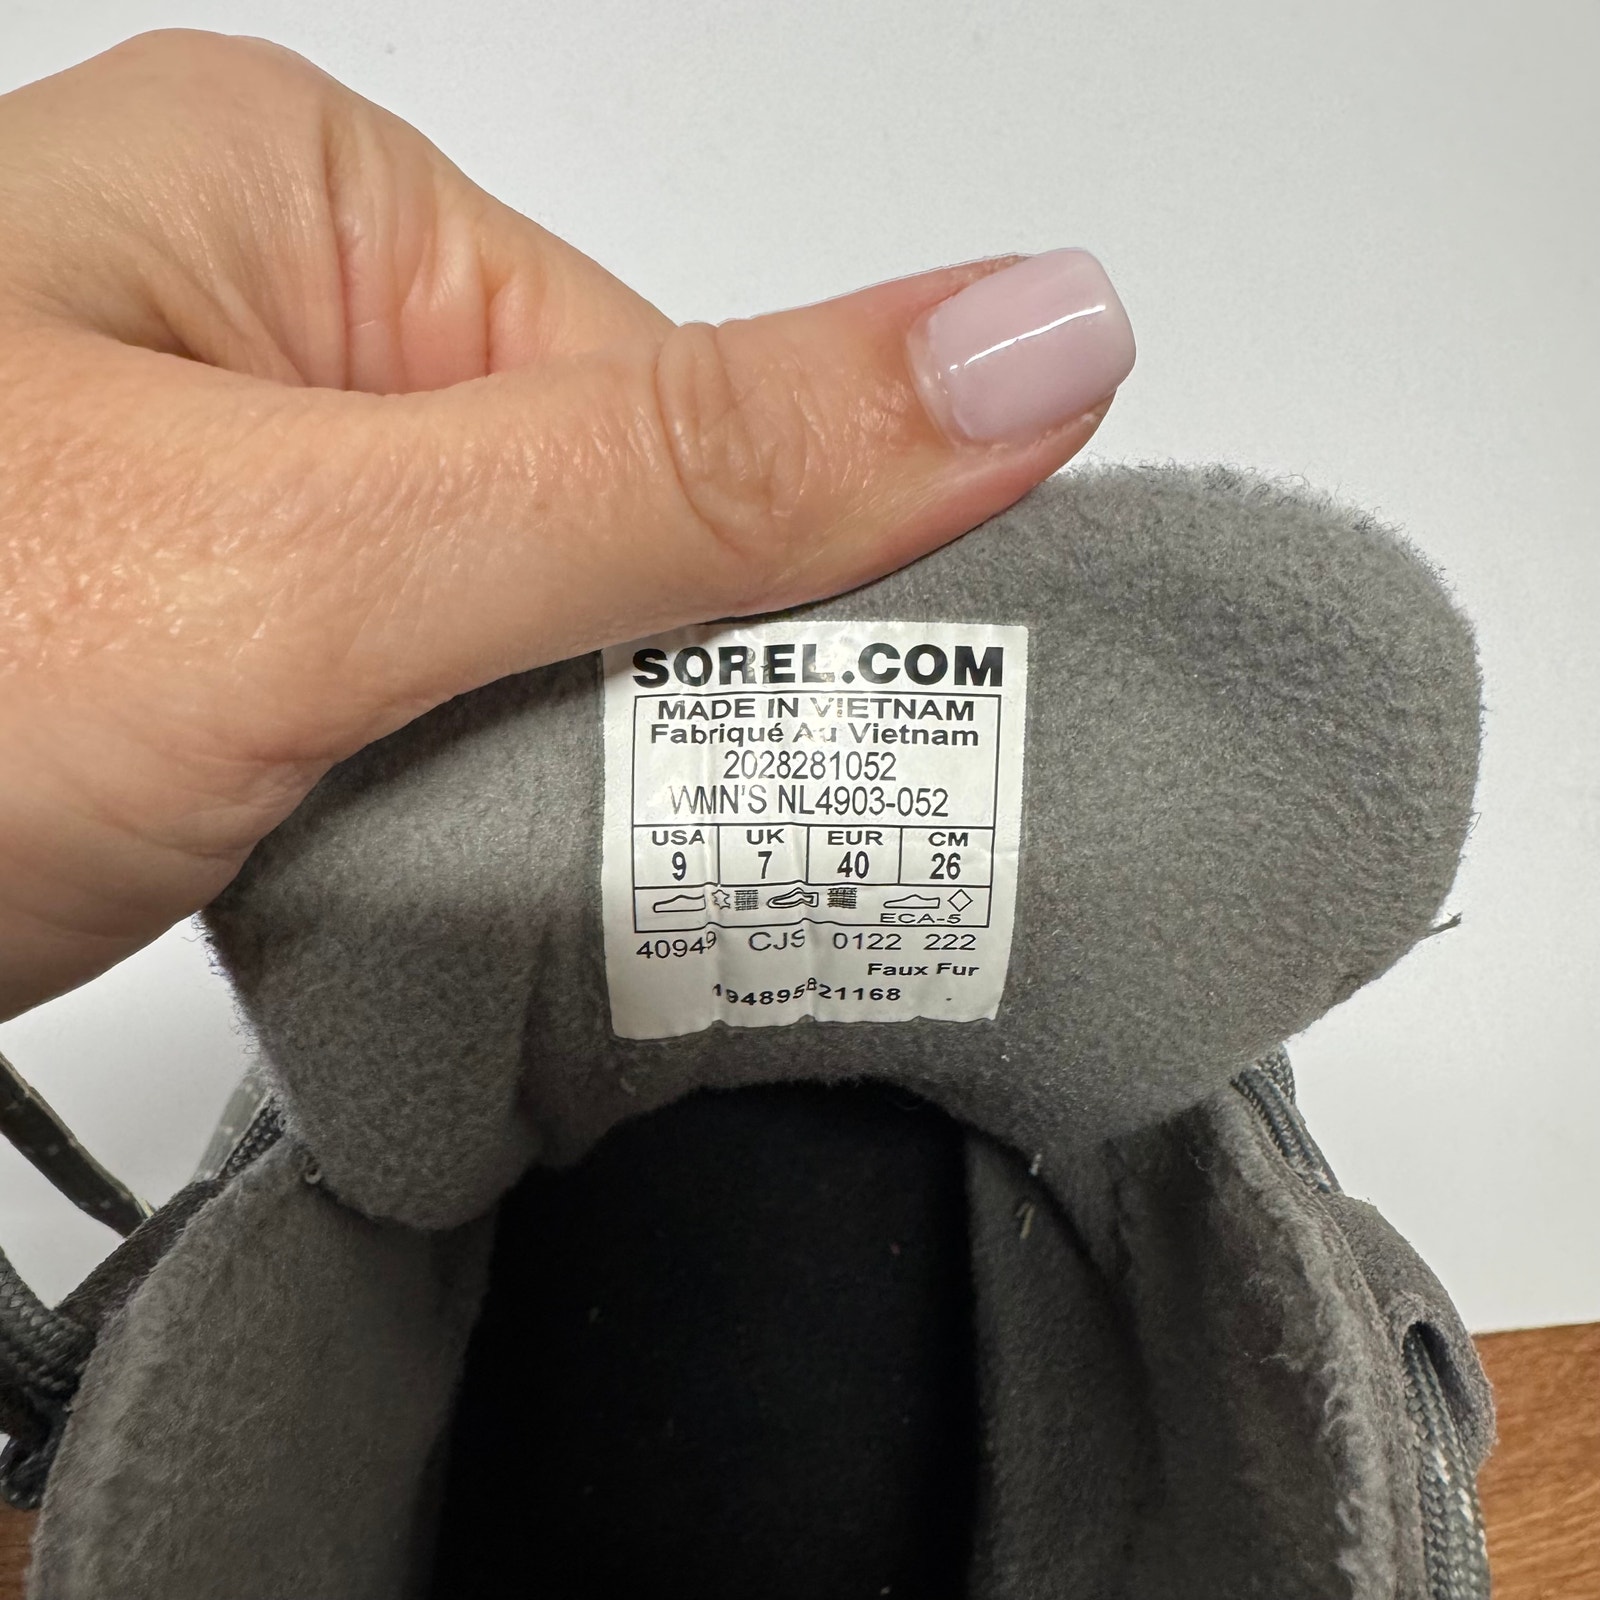 SOREL.COM
MADE IN VIETNAM
Fabriqué Au Vietnam
2028281052
WMN'S NL4903-052
USA UK EUR CM
9 7 40 26
ECA-5
40949 CJS 0122 222
Faux Fur
194895821168